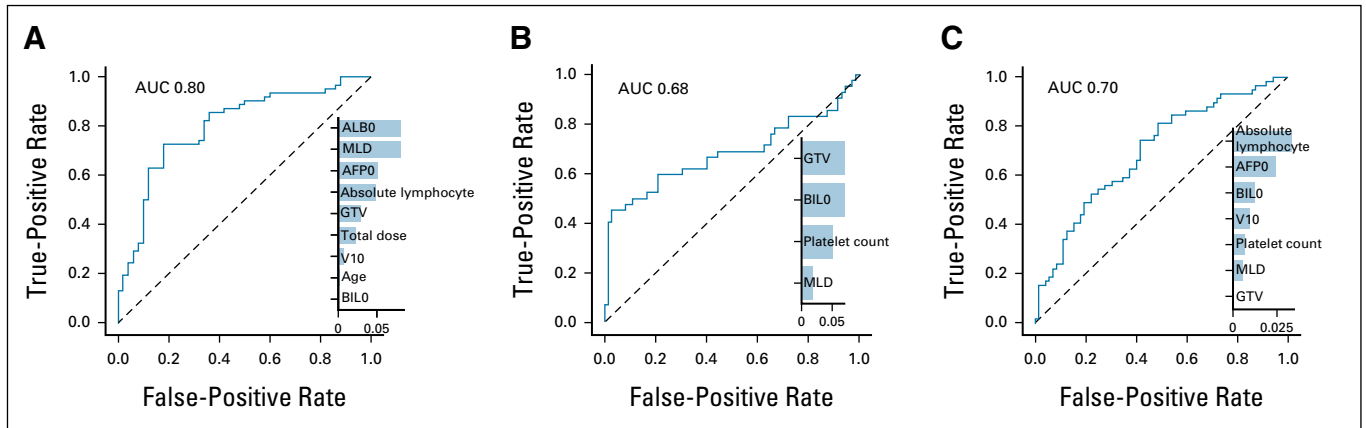 A
AUC 0.80
True-Positive Rate
1.0
0.8
0.6
0.4
0.2
0.0
0.0 0.2 0.4 0.6 0.8 1.0
False-Positive Rate
ALB0
MLD
AFP0
Absolute lymphocyte
GTV
Total dose
V10
Age
BIL0
0 0.05
B
AUC 0.68
True-Positive Rate
1.0
0.8
0.6
0.4
0.2
0.0
0.0 0.2 0.4 0.6 0.8 1.0
False-Positive Rate
GTV
BIL0
Platelet count
MLD
0 0.05
C
AUC 0.70
True-Positive Rate
1.0
0.8
0.6
0.4
0.2
0.0
0.0 0.2 0.4 0.6 0.8 1.0
False-Positive Rate
Absolute
lymphocyte
AFP0
BIL0
V10
Platelet count
MLD
GTV
0 0.025